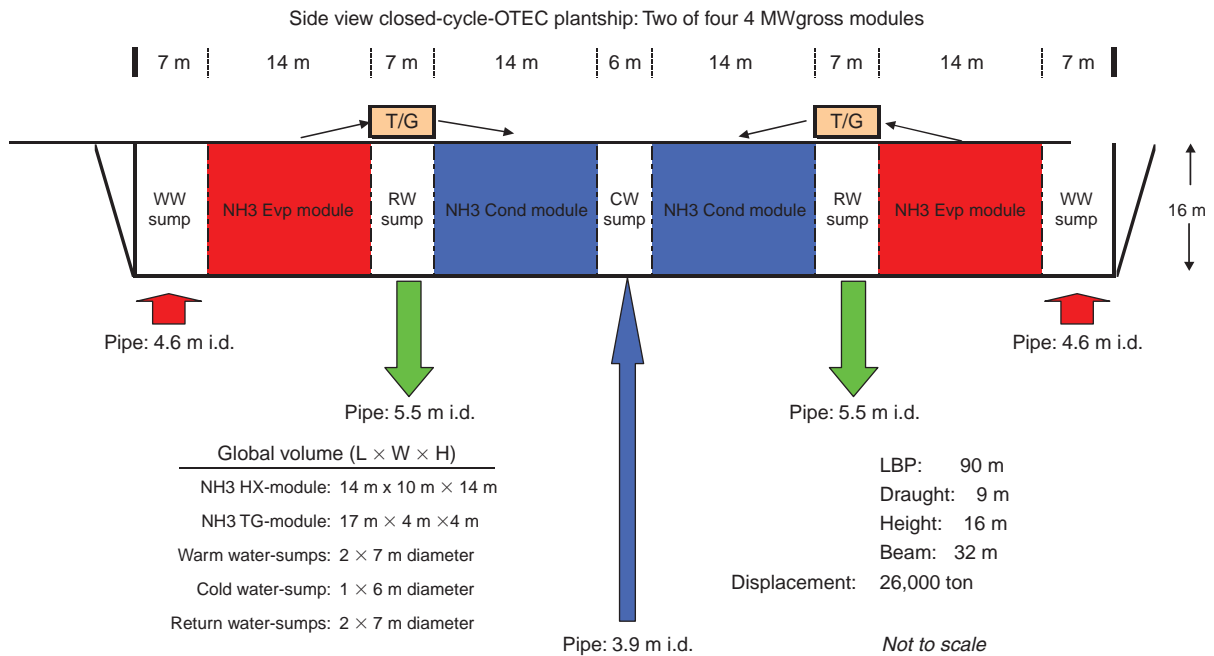 Side view closed-cycle-OTEC plantship: Two of four 4 MWgross modules
7 m 14 m 7 m 14 m 6 m 14 m 7 m 14 m 7 m
T/G T/G
WW
sump
NH3 Evp module
RW
sump
NH3 Cond module
CW
sump
NH3 Cond module
RW
sump
NH3 Evp module
WW
sump
16 m
Pipe: 4.6 m i.d.
Pipe: 4.6 m i.d.
Pipe: 5.5 m i.d.
Pipe: 5.5 m i.d.
Global volume (L × W × H)
NH3 HX-module: 14 m x 10 m × 14 m
NH3 TG-module: 17 m × 4 m ×4 m
Warm water-sumps: 2 × 7 m diameter
Cold water-sump: 1 × 6 m diameter
Return water-sumps: 2 × 7 m diameter
LBP: 90 m
Draught: 9 m
Height: 16 m
Beam: 32 m
Displacement: 26,000 ton
Pipe: 3.9 m i.d.
Not to scale